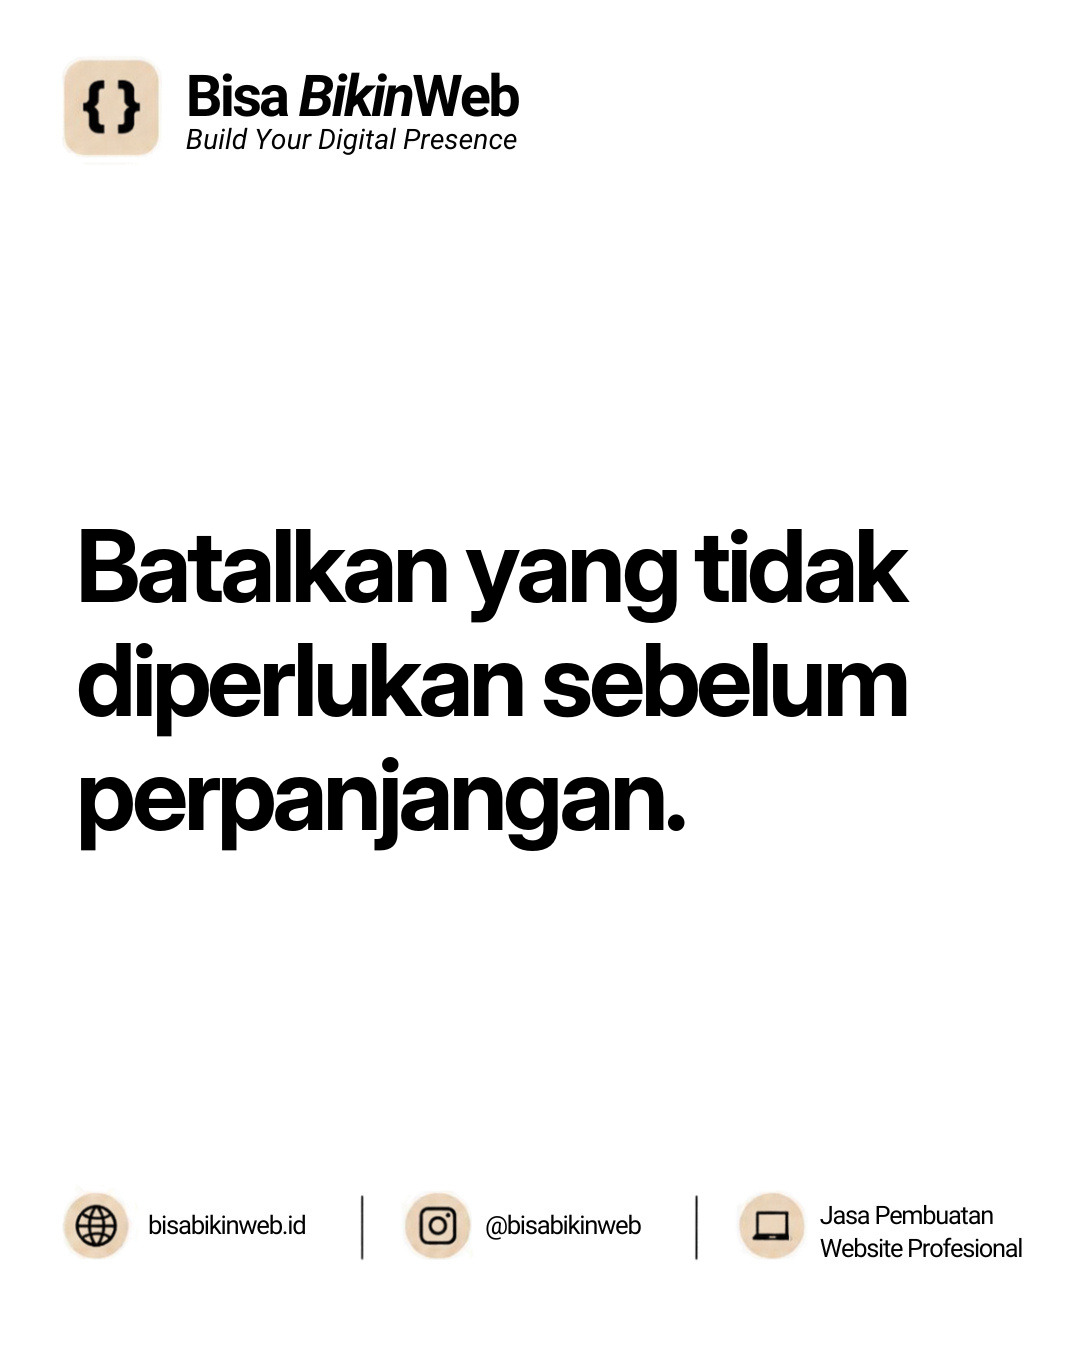 Bisa BikinWeb
Build Your Digital Presence
Batalkan yang tidak
diperlukan sebelum
perpanjangan.
bisabikinweb.id
@bisabikinweb
Jasa Pembuatan
Website Profesional